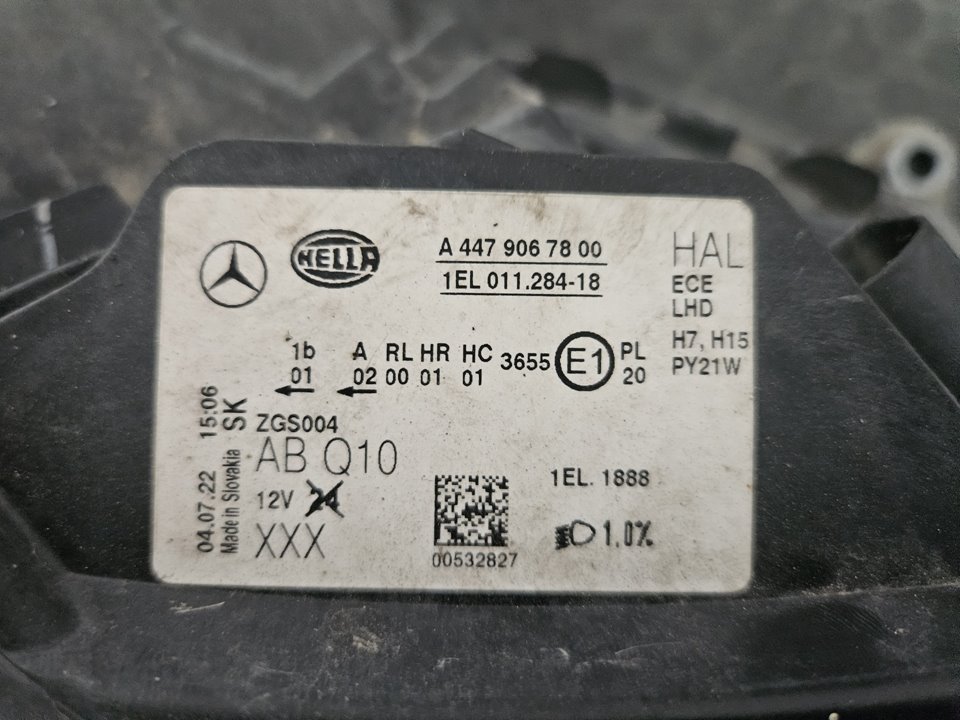 HELLA
A 447 906 78 00
1EL 011.284-18
HAL
ECE
LHD
H7, H15
PY21W
1b A RL HR HC 3655 E1 PL
01 02 00 01 01 20
04.07.22 15:06
Made in Slovakia SK
ZGS004
AB Q10
12V 24
XXX
00532827
1EL. 1888
1.0%